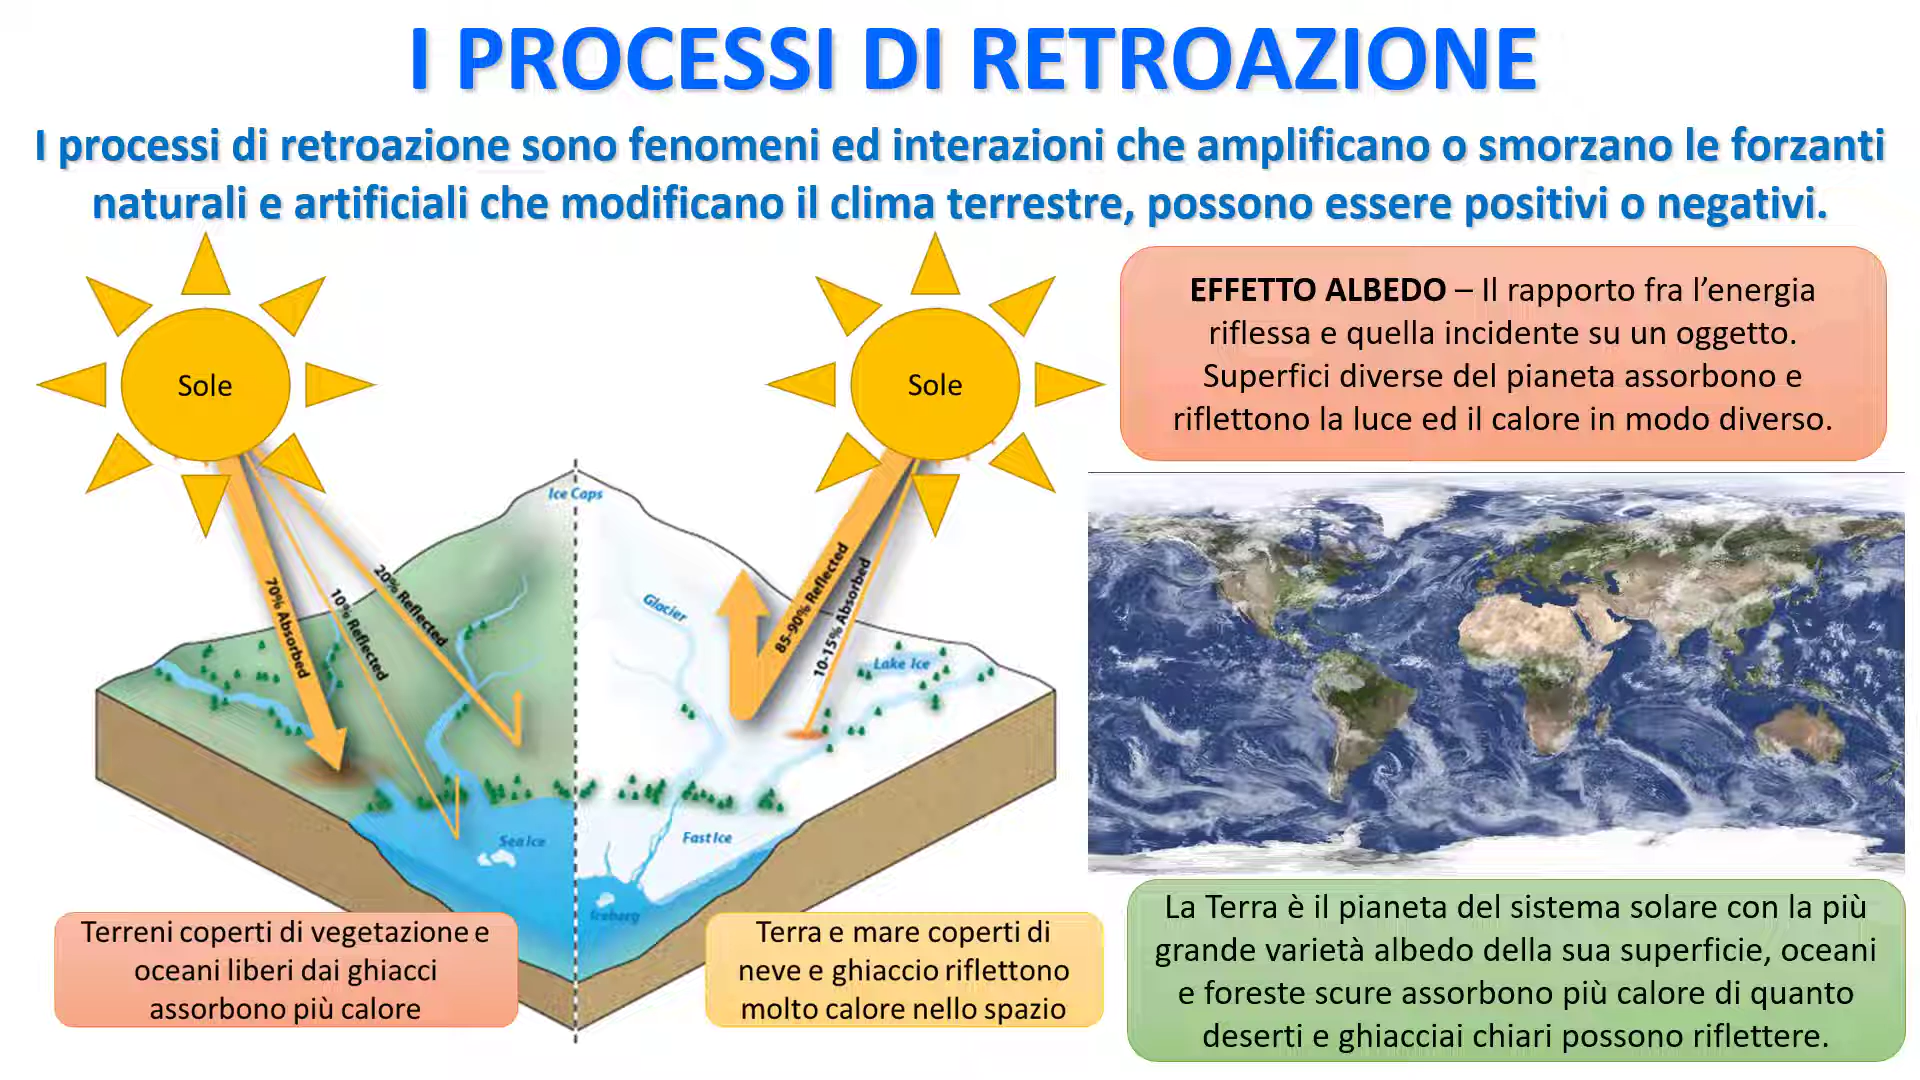 I PROCESSI DI RETROAZIONE
I processi di retroazione sono fenomeni ed interazioni che amplificano o smorzano le forzanti
naturali e artificiali che modificano il clima terrestre, possono essere positivi o negativi.
Sole
Sole
EFFETTO ALBEDO – Il rapporto fra l’energia
riflessa e quella incidente su un oggetto.
Superfici diverse del pianeta assorbono e
riflettono la luce ed il calore in modo diverso.
Ice Caps
70% Absorbed
10% Reflected
20% Reflected
Glacier
85-90% Reflected
10-15% Absorbed
Lake Ice
Sea Ice
Fast Ice
Iceberg
Terreni coperti di vegetazione e
oceani liberi dai ghiacci
assorbono più calore
Terra e mare coperti di
neve e ghiaccio riflettono
molto calore nello spazio
La Terra è il pianeta del sistema solare con la più
grande varietà albedo della sua superficie, oceani
e foreste scure assorbono più calore di quanto
deserti e ghiacciai chiari possono riflettere.